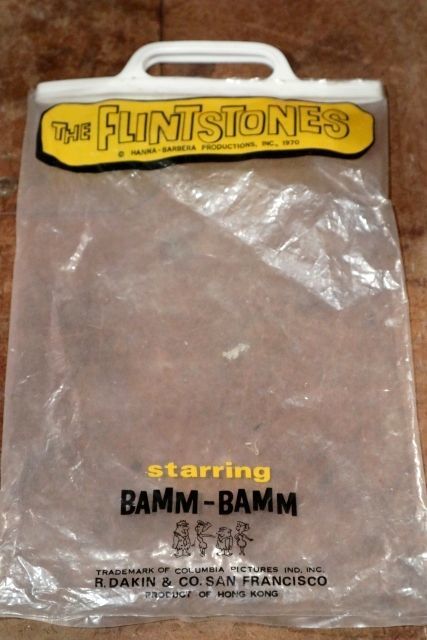 THE FLINTSTONES
© HANNA-BARBERA PRODUCTIONS, INC., 1970
starring
BAMM-BAMM
TRADEMARK OF COLUMBIA PICTURES IND. INC.
R. DAKIN & CO. SAN FRANCISCO
PRODUCT OF HONG KONG